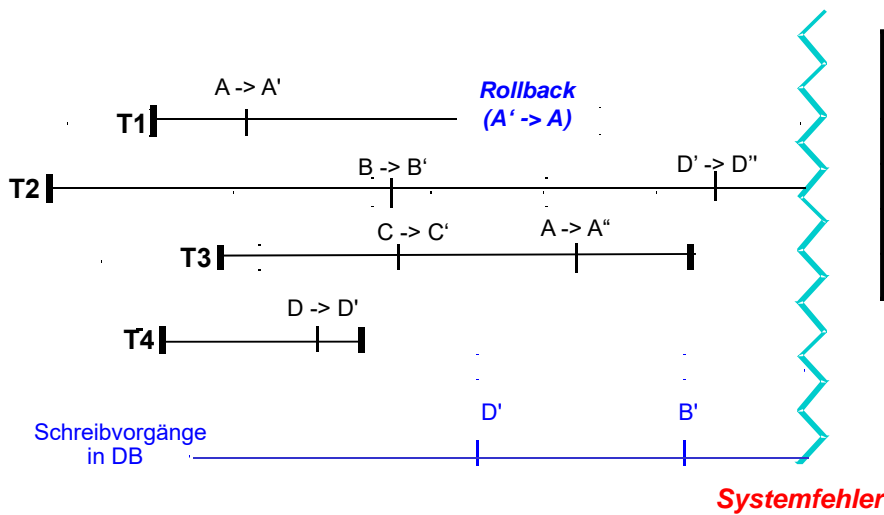 A -> A'
Rollback
(A‘ -> A)
T1
B -> B‘
D’ -> D’’
T2
C -> C‘
A -> A“
T3
D -> D'
T4
D'
B'
Schreibvorgänge
in DB
Systemfehler